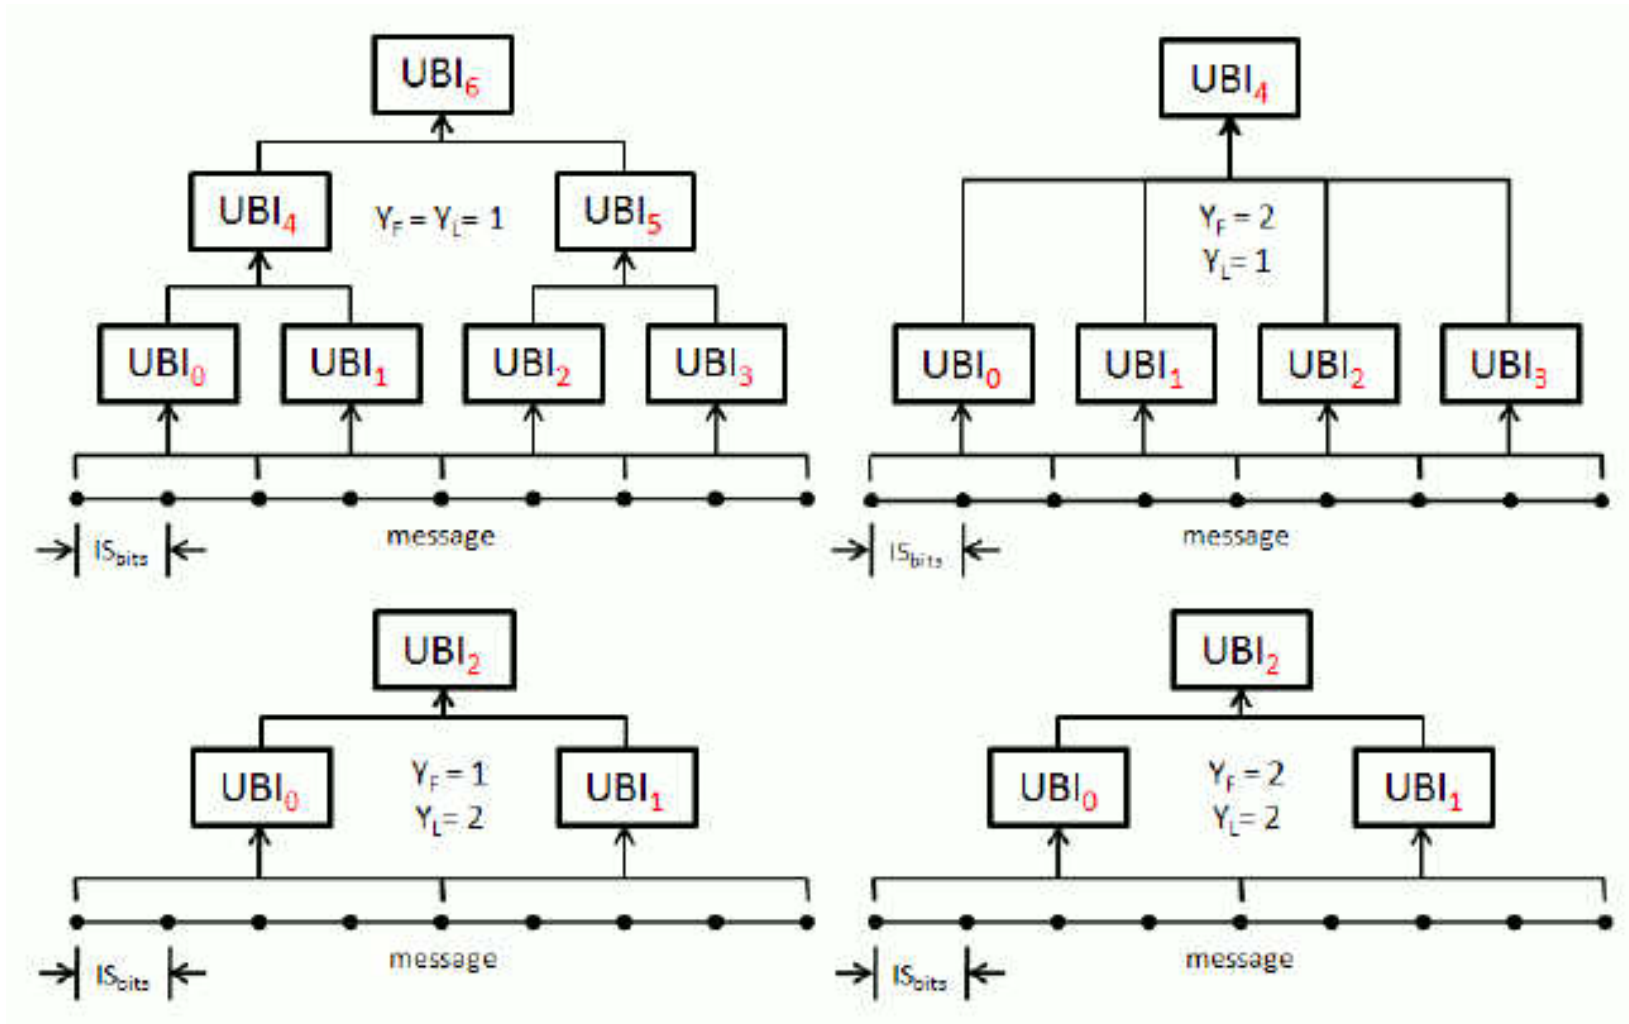 UBI6
UBI4
YF = YL= 1
UBI5
UBI0
UBI1
UBI2
UBI3
ISbits
message
UBI4
YF = 2
YL= 1
UBI0
UBI1
UBI2
UBI3
ISbits
message
UBI2
UBI0
YF = 1
YL= 2
UBI1
ISbits
message
UBI2
UBI0
YF = 2
YL= 2
UBI1
ISbits
message